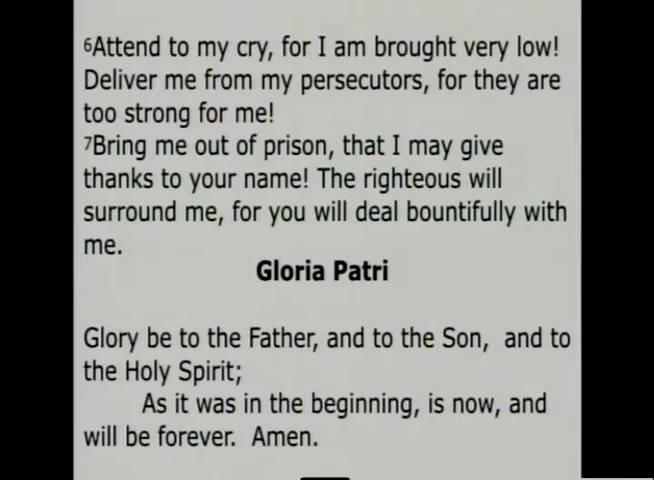 6Attend to my cry, for I am brought very low!
Deliver me from my persecutors, for they are
too strong for me!
7Bring me out of prison, that I may give
thanks to your name! The righteous will
surround me, for you will deal bountifully with
me.
Gloria Patri
Glory be to the Father, and to the Son,  and to
the Holy Spirit;
As it was in the beginning, is now, and
will be forever.  Amen.